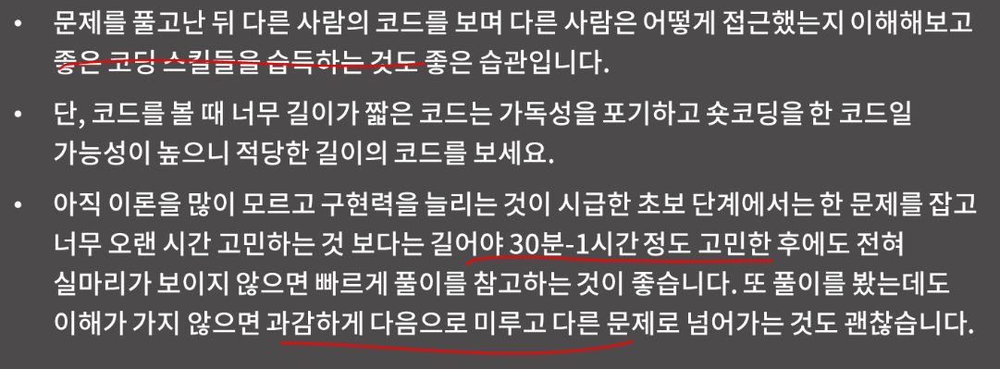 • 문제를 풀고난 뒤 다른 사람의 코드를 보며 다른 사람은 어떻게 접근했는지 이해해보고
좋은 코딩 스킬들을 습득하는 것도 좋은 습관입니다.
• 단, 코드를 볼 때 너무 길이가 짧은 코드는 가독성을 포기하고 숏코딩을 한 코드일
가능성이 높으니 적당한 길이의 코드를 보세요.
• 아직 이론을 많이 모르고 구현력을 늘리는 것이 시급한 초보 단계에서는 한 문제를 잡고
너무 오랜 시간 고민하는 것 보다는 길어야 30분-1시간 정도 고민한 후에도 전혀
실마리가 보이지 않으면 빠르게 풀이를 참고하는 것이 좋습니다. 또 풀이를 봤는데도
이해가 가지 않으면 과감하게 다음으로 미루고 다른 문제로 넘어가는 것도 괜찮습니다.